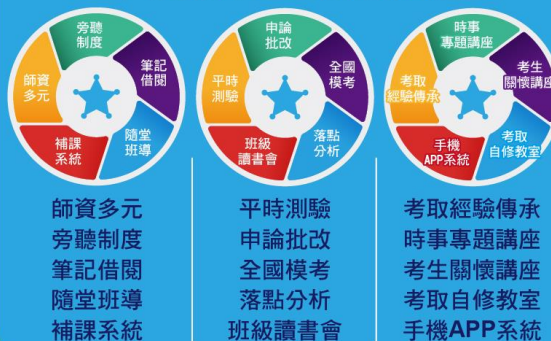 旁聽
制度
筆記
借閱
隨堂
班導
補課
系統
師資
多元
申論
批改
全國
模考
落點
分析
班級
讀書會
平時
測驗
時事
專題講座
考生
關懷講座
考取
自修教室
手機
APP系統
考取
經驗傳承
師資多元
旁聽制度
筆記借閱
隨堂班導
補課系統
平時測驗
申論批改
全國模考
落點分析
班級讀書會
考取經驗傳承
時事專題講座
考生關懷講座
考取自修教室
手機APP系統